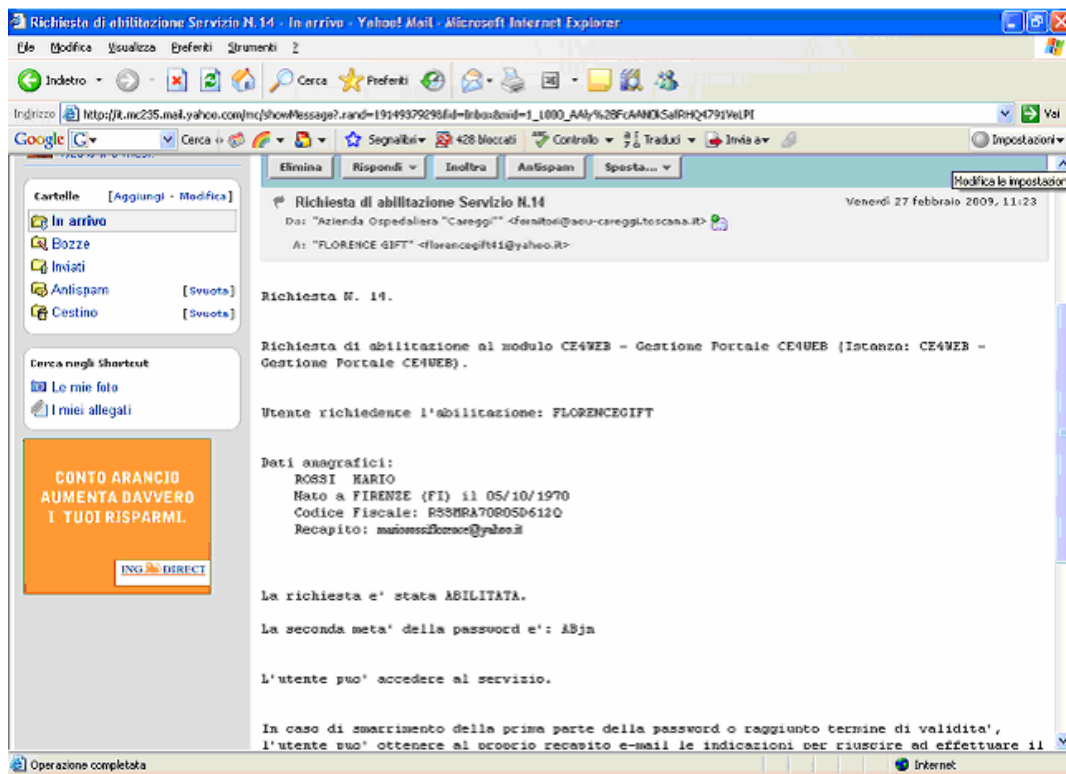 Richiesta di abilitazione Servizio N.14 - In arrivo - Yahoo! Mail - Microsoft Internet Explorer
File Modifica Visualizza Preferiti Strumenti ?
Indietro Cerca Preferiti
Indirizzo Vai
Google G Cerca Segnalibri 428 bloccati Controllo Traduci Invia a Impostazioni
Elimina Rispondi Inoltra Antispam Sposta...
Modifica le impostazion
Cartelle [Aggiungi - Modifica]
In arrivo
Bozze
Inviati
Antispam [Svuota]
Cestino [Svuota]
Cerca negli Shortcut
Le mie foto
I miei allegati
CONTO ARANCIO
AUMENTA DAVVERO
I TUOI RISPARMI.
ING DIRECT
Richiesta di abilitazione Servizio N.14 Venerdì 27 febbraio 2009, 11:23
Da: "Azienda Ospedaliera "Careggi"" <fornitori@aou-careggi.toscana.it>
A: "FLORENCE GIFT" <florencegift41@yahoo.it>
Richiesta N. 14.
Richiesta di abilitazione al modulo CE4WEB - Gestione Portale CE4WEB (Istanza: CE4WEB -
Gestione Portale CE4WEB).
Utente richiedente l'abilitazione: FLORENCEGIFT
Dati anagrafici:
ROSSI MARIO
Nato a FIRENZE (FI) il 05/10/1970
Codice Fiscale: RSSMRA70R05D612Q
Recapito: mariorossiflorence@yahoo.it
La richiesta e' stata ABILITATA.
La seconda meta' della password e': ABjn
L'utente puo' accedere al servizio.
In caso di smarrimento della prima parte della password o raggiunto termine di validita',
l'utente puo' ottenere al proprio recapito e-mail le indicazioni per riuscire ad effettuare il
Operazione completata Internet